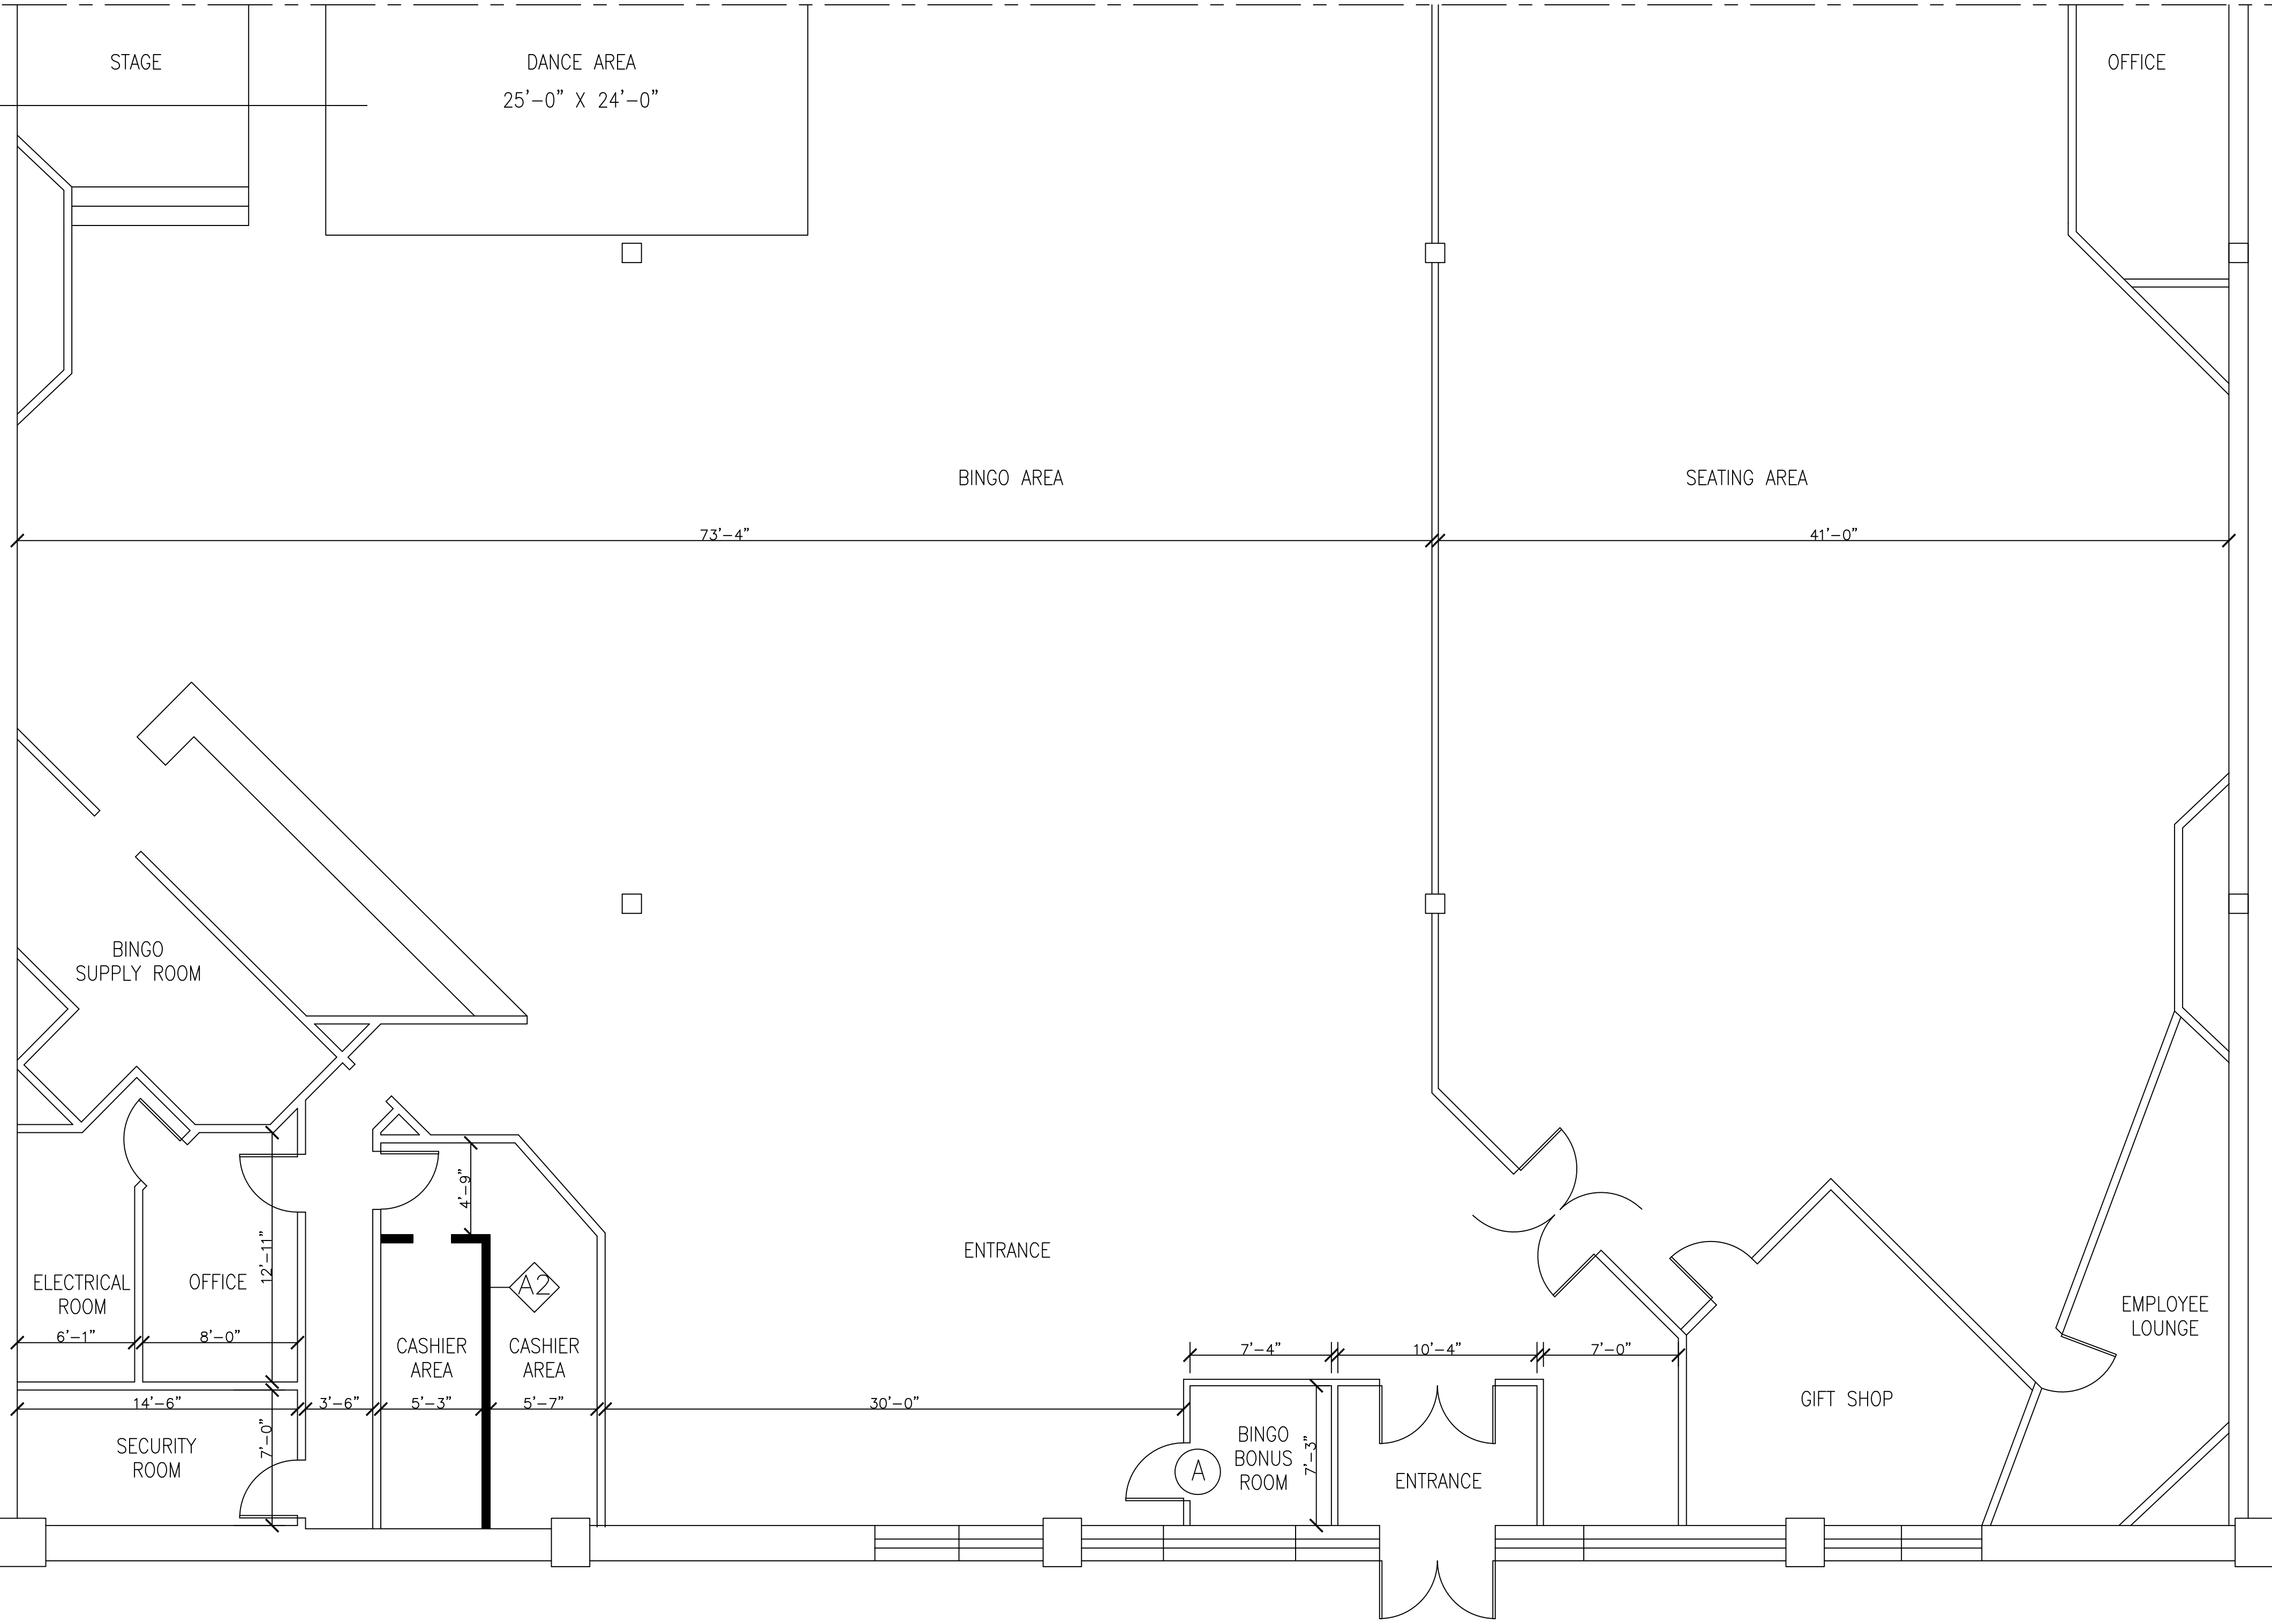 STAGE
DANCE AREA
25'-0" X 24'-0"
OFFICE
BINGO AREA
SEATING AREA
73'-4"
41'-0"
BINGO
SUPPLY ROOM
4'-9"
12'-11"
ENTRANCE
ELECTRICAL
ROOM
OFFICE
A2
6'-1"
8'-0"
CASHIER
AREA
CASHIER
AREA
EMPLOYEE
LOUNGE
7'-4"
10'-4"
7'-0"
14'-6"
3'-6"
5'-3"
5'-7"
30'-0"
GIFT SHOP
SECURITY
ROOM
7'-0"
A
BINGO
BONUS
ROOM
7'-3"
ENTRANCE